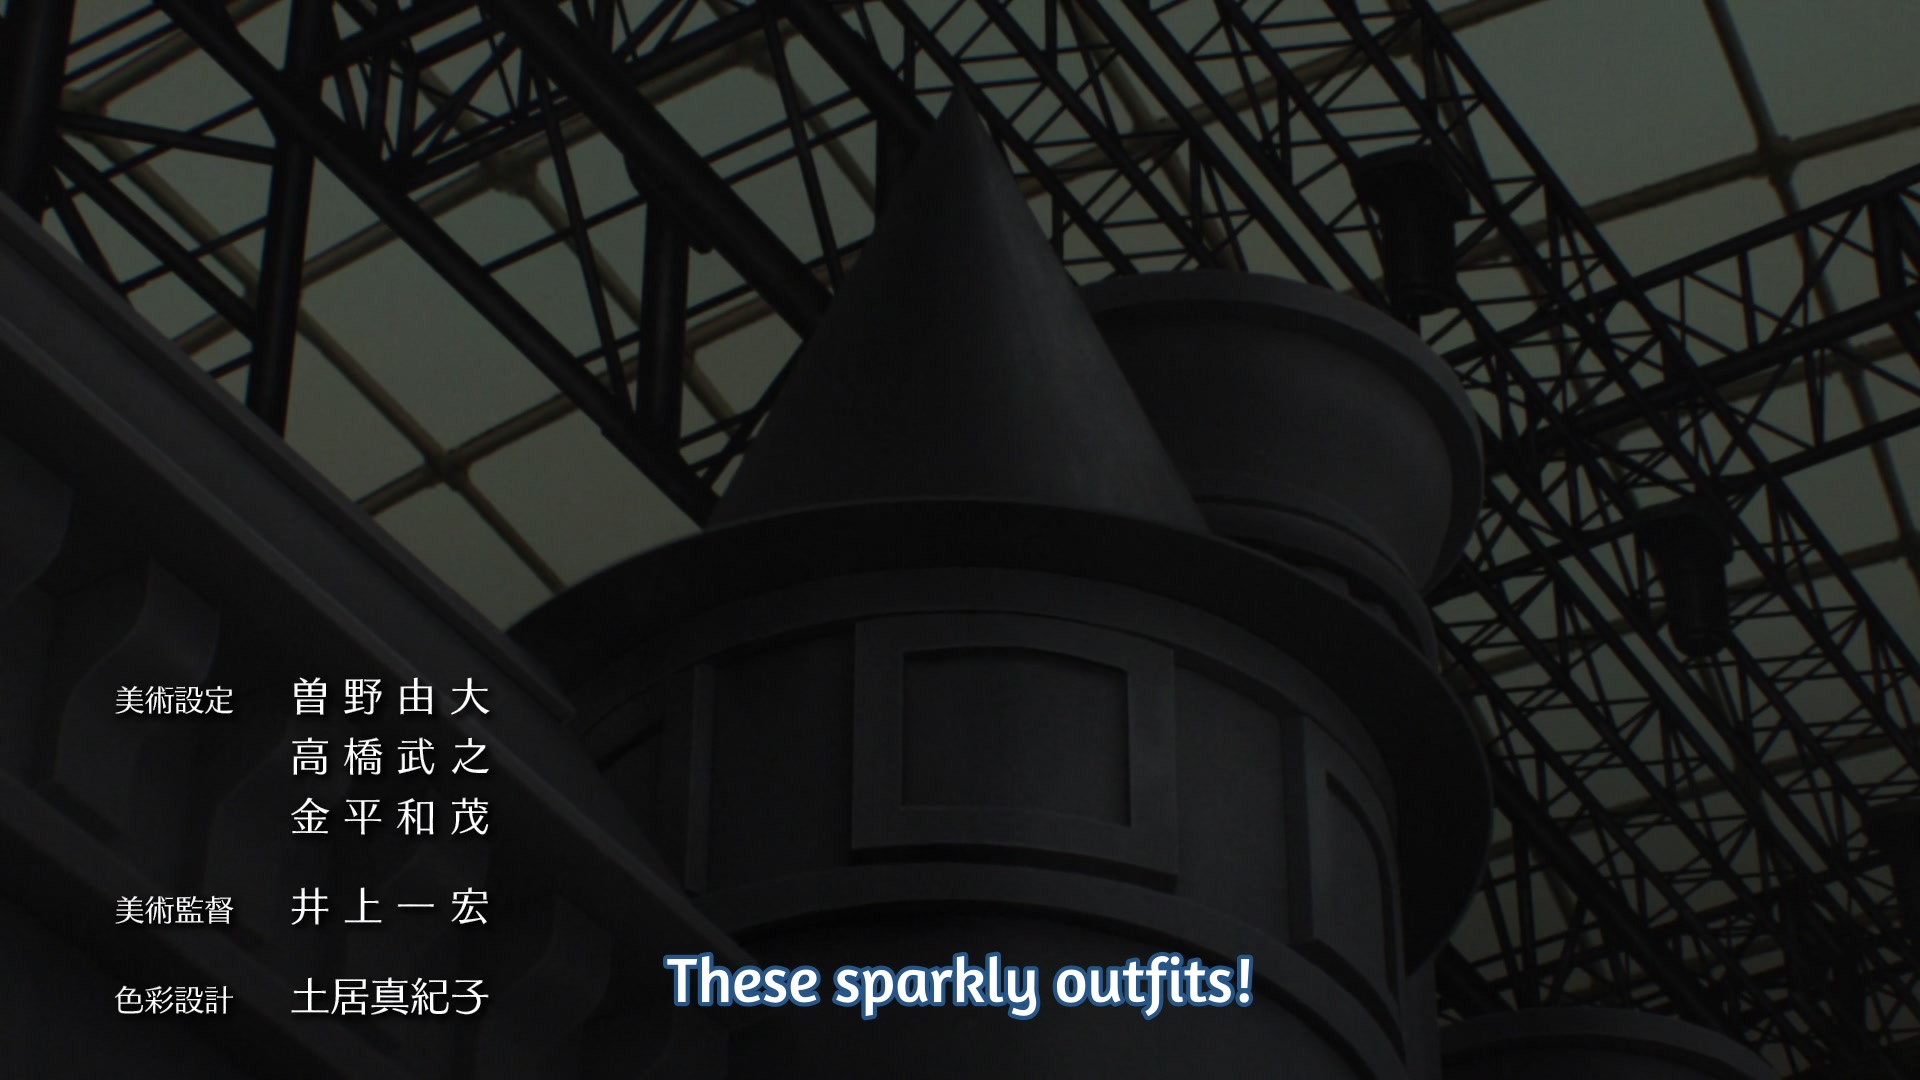 美術設定 曽野由大
高橋武之
金平和茂
美術監督 井上一宏
色彩設計 土居真紀子
These sparkly outfits!